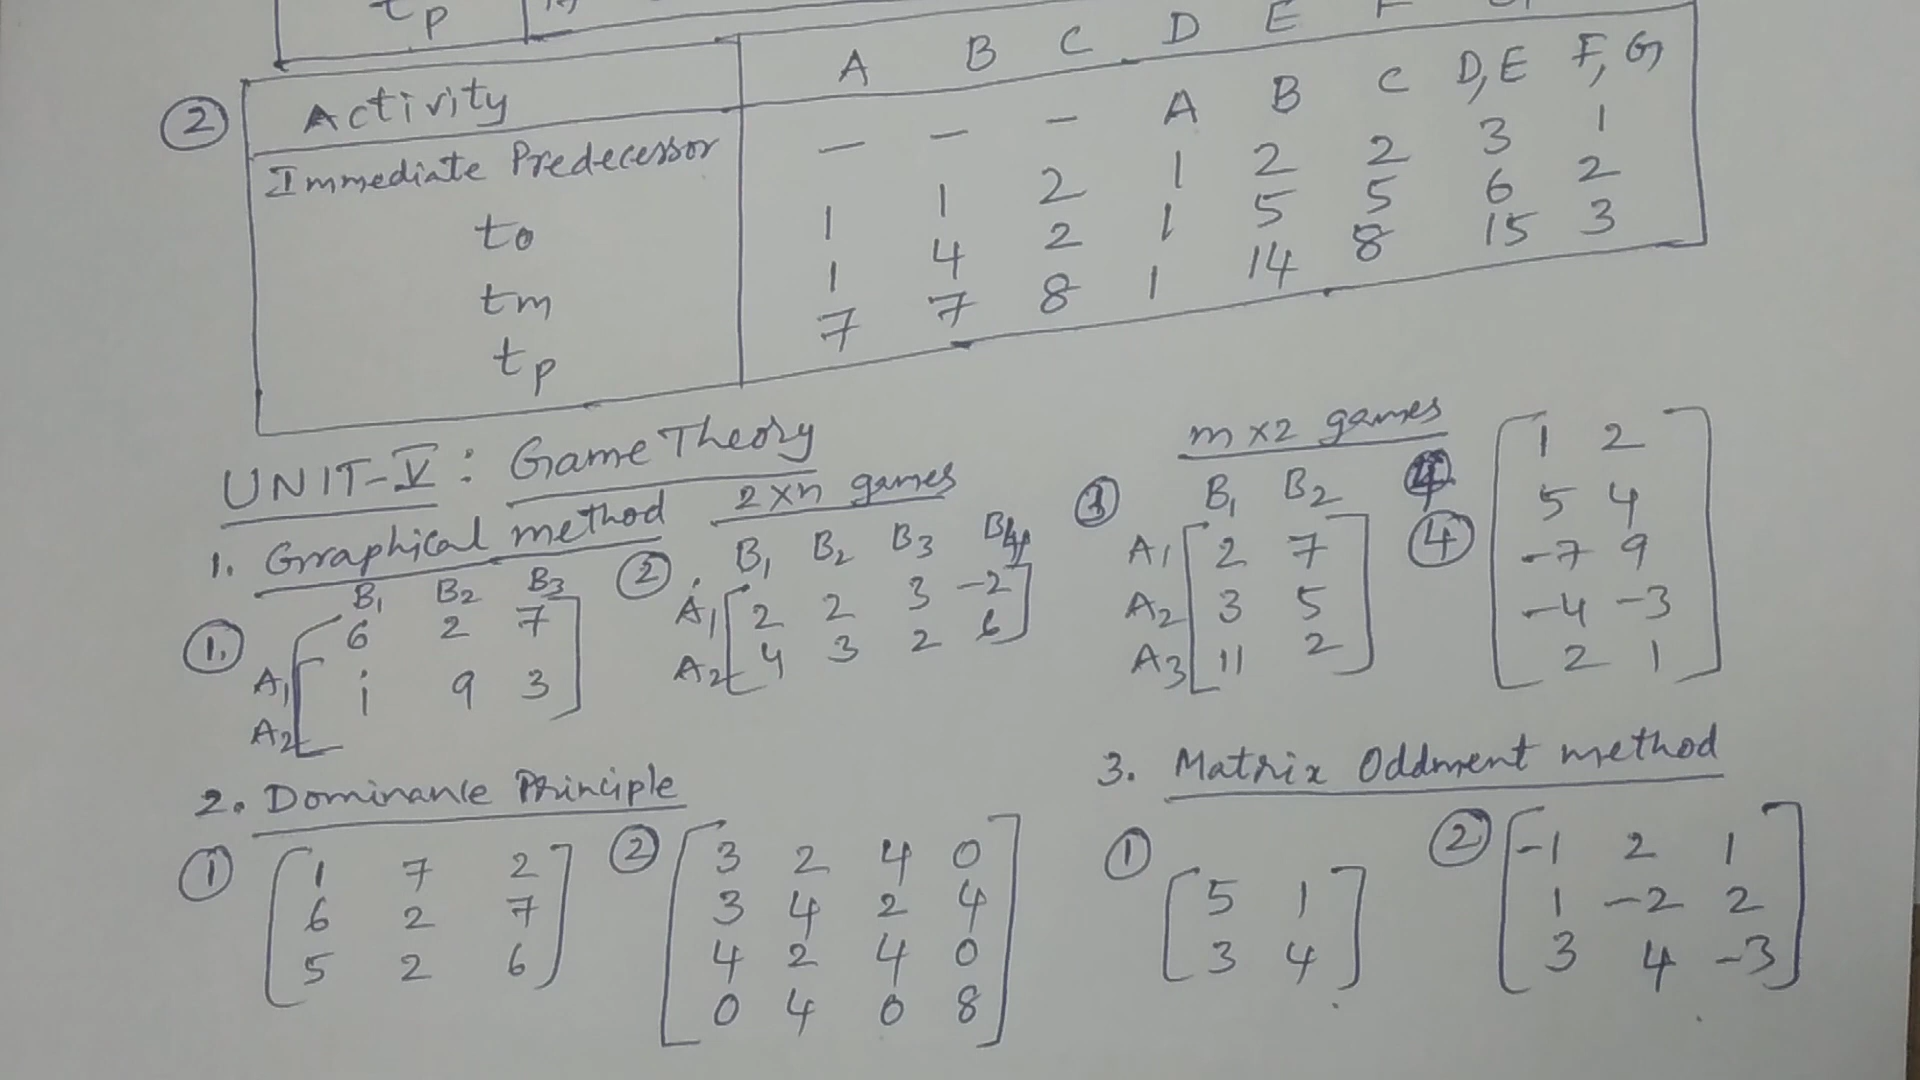 tp
② Activity A B C D E F G
Immediate Predecessor — — — A B C D,E F,G
to 1 1 2 1 2 2 3 1
tm 1 4 2 1 5 5 6 2
tp 7 7 8 1 14 8 15 3
UNIT-V : Game Theory
1. Graphical method 2xn games
① B1 B2 B3
A1 6 2 7
A2 1 9 3
② B1 B2 B3 B4
A1 2 2 3 -2
A2 4 3 2 6
m x2 games
③ B1 B2
A1 2 7
A2 3 5
A3 11 2
④ 1 2
5 4
-7 9
-4 -3
2 1
2. Dominance Principle
① 1 7 2
6 2 7
5 2 6
② 3 2 4 0
3 4 2 4
4 2 4 0
0 4 0 8
3. Matrix Oddment method
① 5 1
3 4
② -1 2 1
1 -2 2
3 4 -3